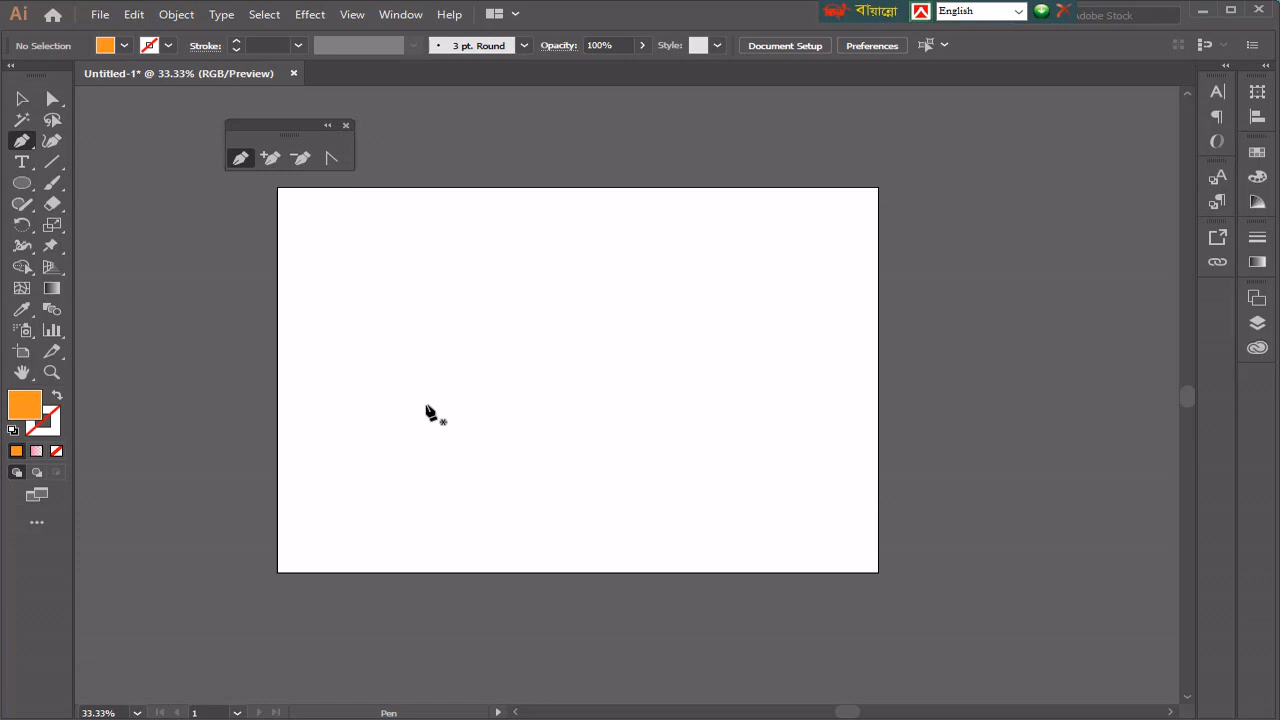 Ai File Edit Object Type Select Effect View Window Help বায়ান্নো English Adobe Stock
No Selection Stroke: 3 pt. Round Opacity: 100% Style: Document Setup Preferences
Untitled-1* @ 33.33% (RGB/Preview)
33.33% 1 Pen